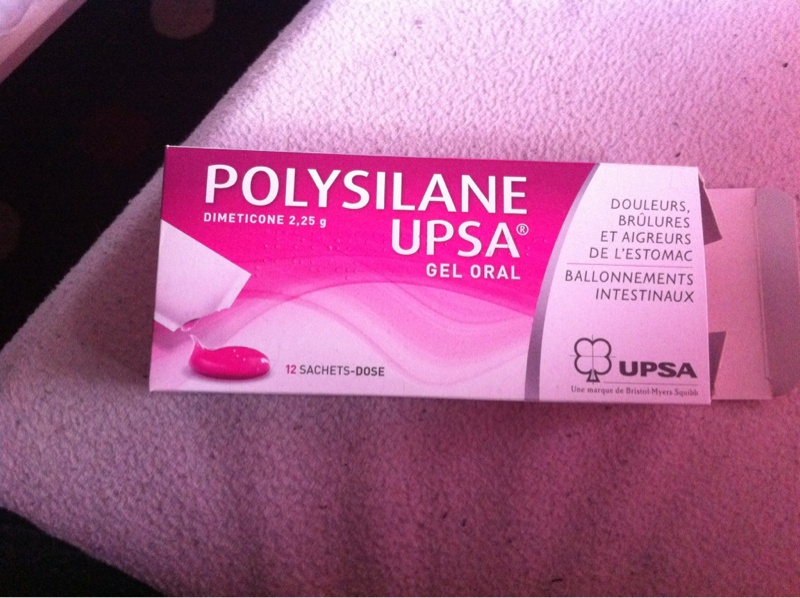 POLYSILANE
DIMETICONE 2,25 g
UPSA®
GEL ORAL
12 SACHETS-DOSE
DOULEURS,
BRÛLURES
ET AIGREURS
DE L'ESTOMAC
BALLONNEMENTS
INTESTINAUX
UPSA
Une marque de Bristol-Myers Squibb